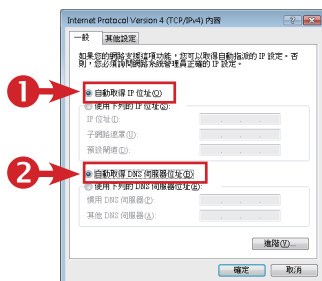 Internet Protocol Version 4 (TCP/IPv4) 內容
一般 其他設定
如果您的網路支援這項功能，您可以取得自動指派的 IP 設定。否
則，您必須詢問網路系統管理員正確的 IP 設定。
1 自動取得 IP 位址(O)
使用下列的 IP 位址(S):
IP 位址(I):
子網路遮罩(U):
預設閘道(D):
2 自動取得 DNS 伺服器位址(B)
使用下列的 DNS 伺服器位址(E):
慣用 DNS 伺服器(P):
其他 DNS 伺服器(A):
進階(V)...
確定 取消